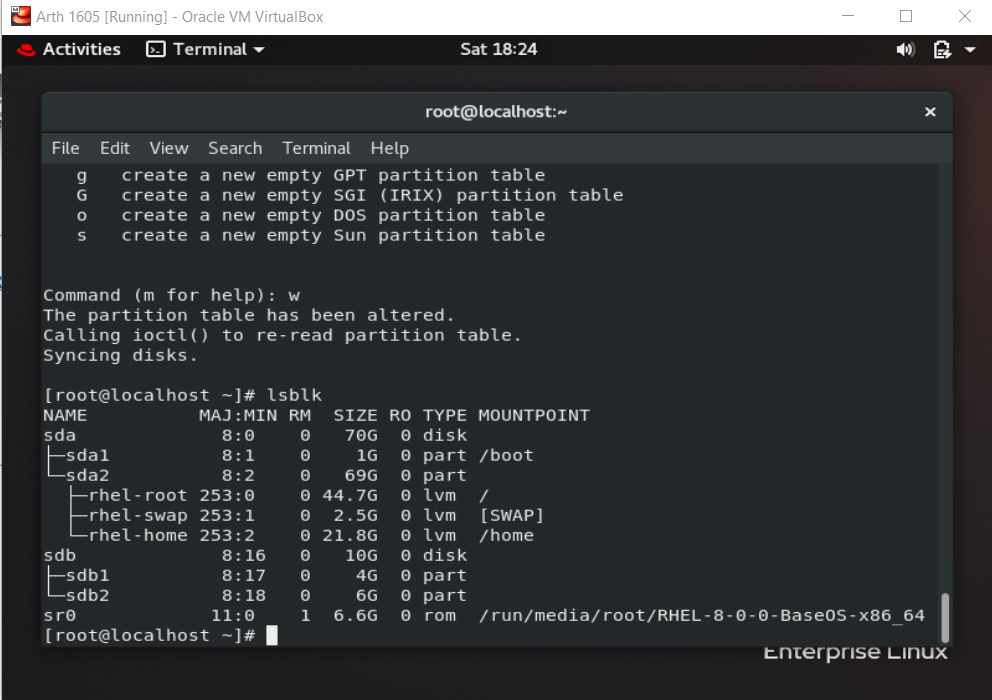 Arth 1605 [Running] - Oracle VM VirtualBox
Activities Terminal Sat 18:24
root@localhost:~
File Edit View Search Terminal Help
   g   create a new empty GPT partition table
   G   create a new empty SGI (IRIX) partition table
   o   create a new empty DOS partition table
   s   create a new empty Sun partition table
Command (m for help): w
The partition table has been altered.
Calling ioctl() to re-read partition table.
Syncing disks.
[root@localhost ~]# lsblk
NAME          MAJ:MIN RM  SIZE RO TYPE MOUNTPOINT
sda             8:0    0   70G  0 disk
├─sda1          8:1    0    1G  0 part /boot
└─sda2          8:2    0   69G  0 part
  ├─rhel-root 253:0    0 44.7G  0 lvm  /
  ├─rhel-swap 253:1    0  2.5G  0 lvm  [SWAP]
  └─rhel-home 253:2    0 21.8G  0 lvm  /home
sdb             8:16   0   10G  0 disk
├─sdb1          8:17   0    4G  0 part
└─sdb2          8:18   0    6G  0 part
sr0            11:0    1  6.6G  0 rom  /run/media/root/RHEL-8-0-0-BaseOS-x86_64
[root@localhost ~]#
Enterprise Linux